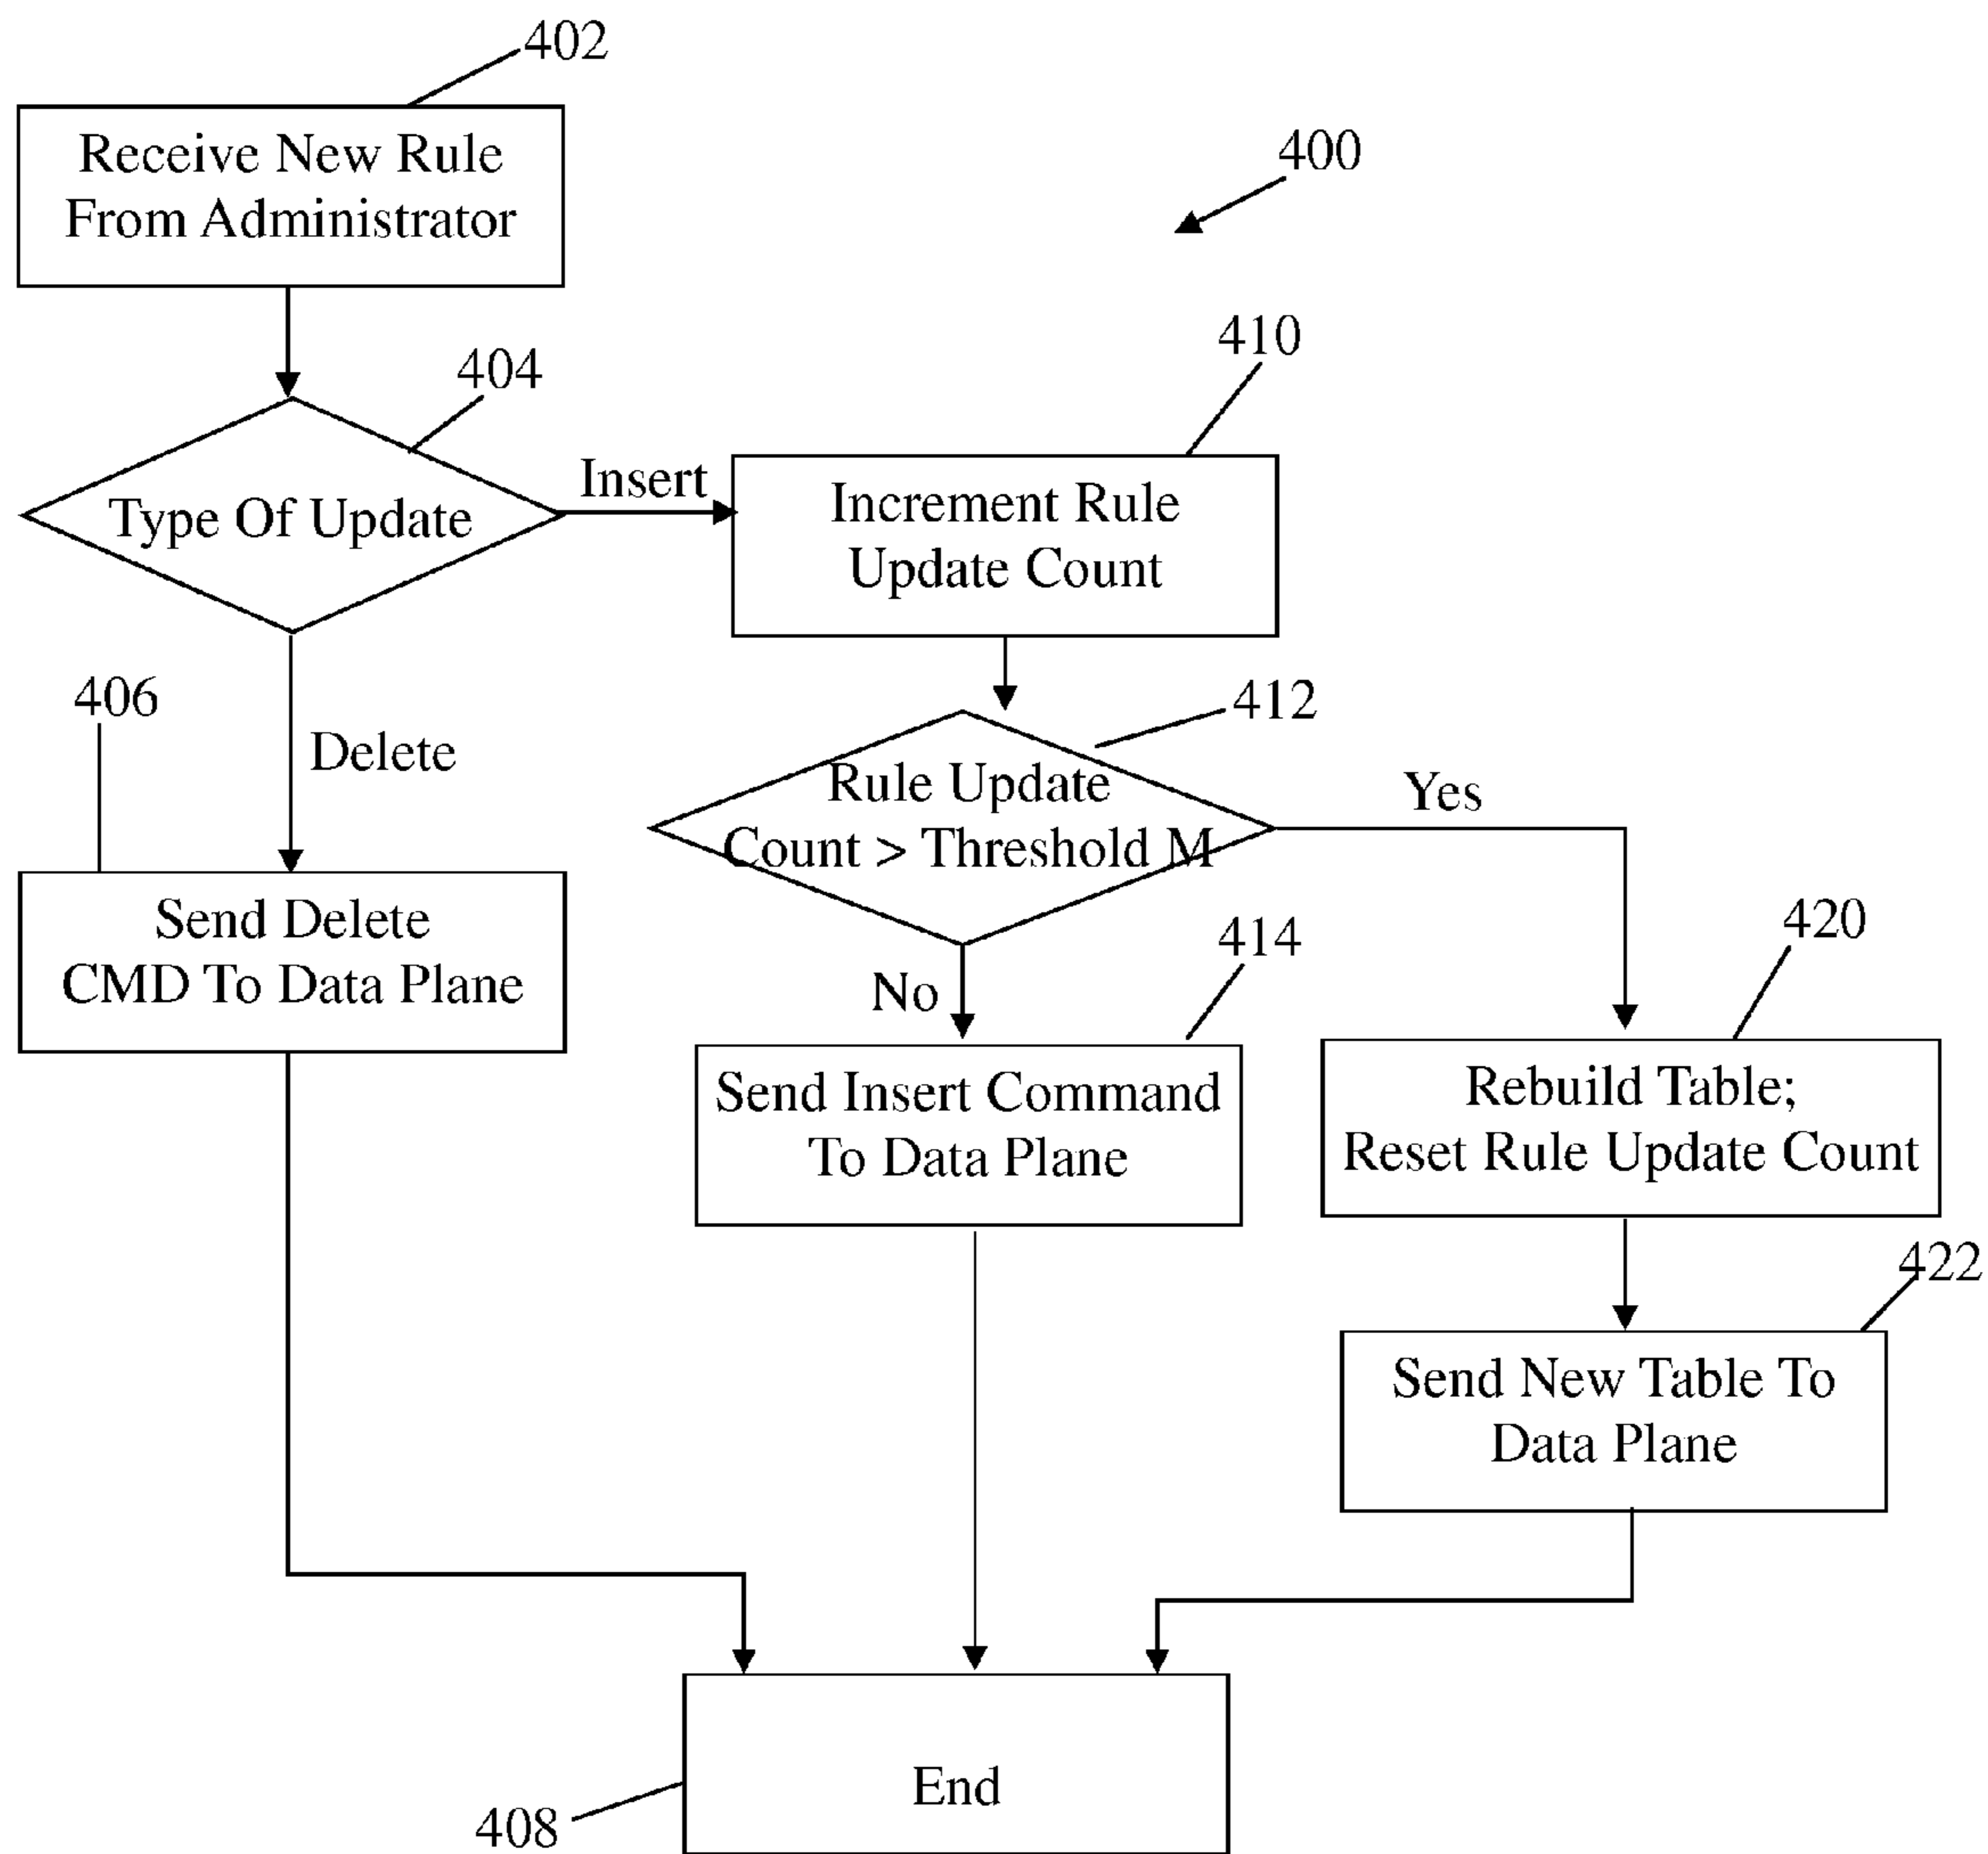 402
Receive New Rule
From Administrator
400
404
Type Of Update
Insert
410
Increment Rule
Update Count
406
Delete
412
Rule Update
Count > Threshold M
Yes
Send Delete
CMD To Data Plane
No
414
Send Insert Command
To Data Plane
420
Rebuild Table;
Reset Rule Update Count
422
Send New Table To
Data Plane
End
408